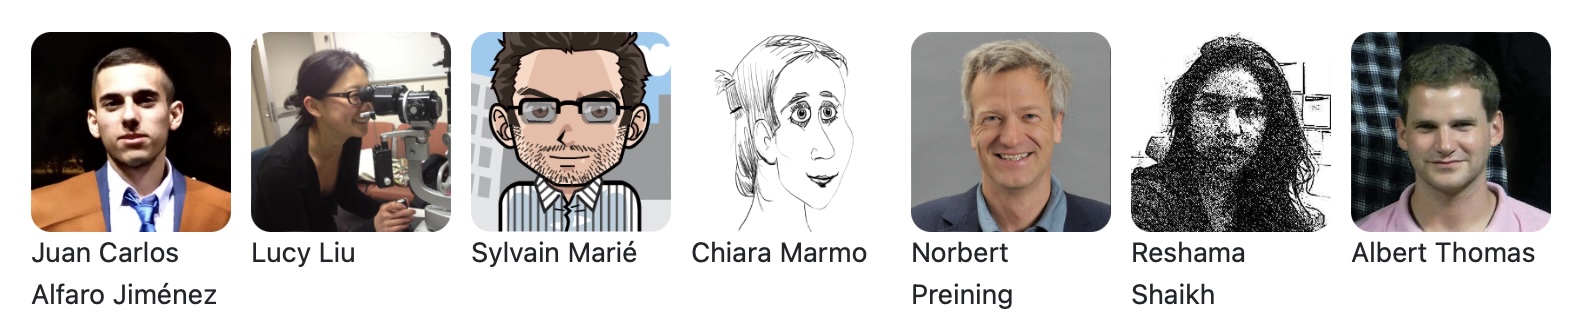 Juan Carlos
Alfaro Jiménez
Lucy Liu
Sylvain Marié
Chiara Marmo
Norbert
Preining
Reshama
Shaikh
Albert Thomas